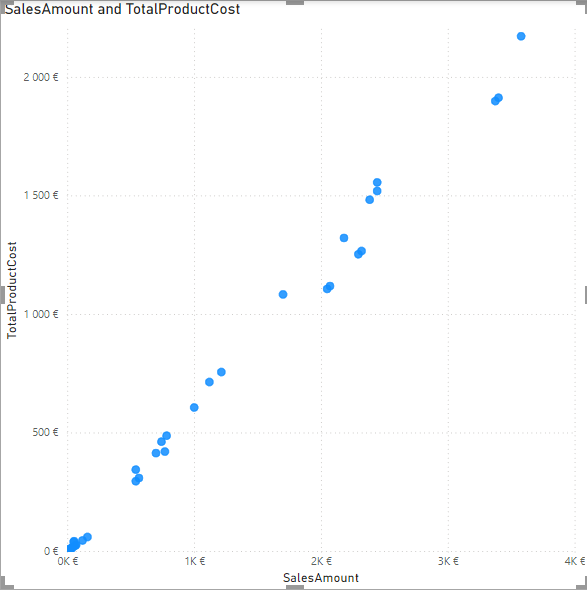 SalesAmount and TotalProductCost
2 000 €
1 500 €
1 000 €
500 €
0 €
TotalProductCost
0K € 1K € 2K € 3K € 4K €
SalesAmount